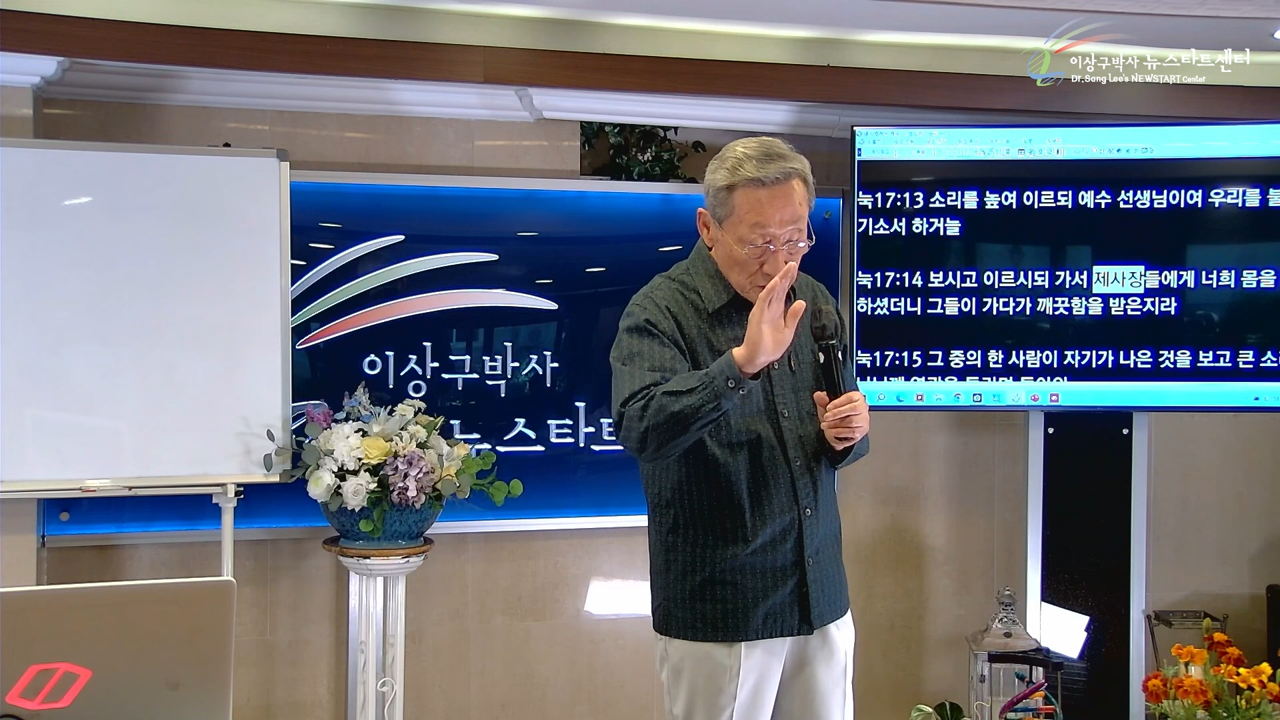 이상구박사 뉴스타트센터
Dr. Sang Lee's NEWSTART Center
눅17:13 소리를 높여 이르되 예수 선생님이여 우리를 불
기소서 하거늘
눅17:14 보시고 이르시되 가서 제사장들에게 너희 몸을
하셨더니 그들이 가다가 깨끗함을 받은지라
눅17:15 그 중의 한 사람이 자기가 나은 것을 보고 큰 소
이상구박사
뉴스타트